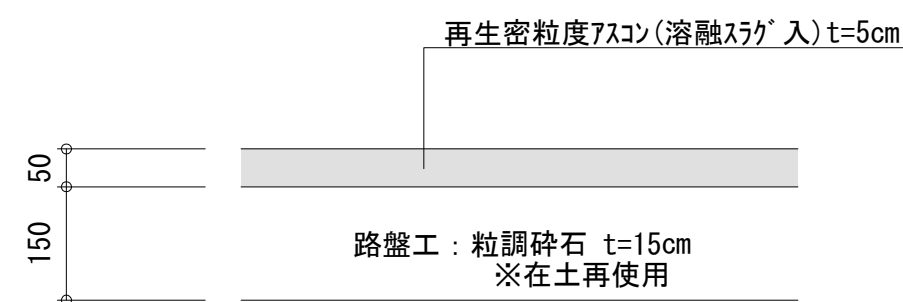 再生密粒度ｱｽｺﾝ(溶融ｽﾗｸﾞ入)t=5cm
50
150
路盤工：粒調砕石 t=15cm
※在土再使用